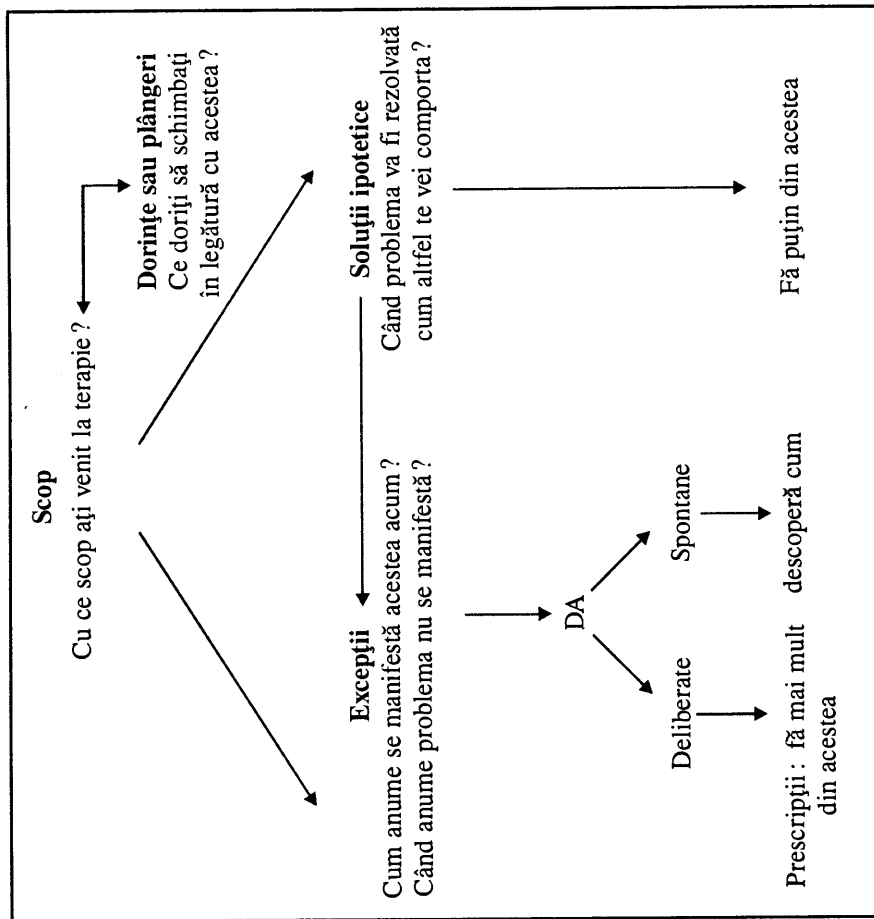 Scop
Cu ce scop aţi venit la terapie ?
Dorinţe sau plângeri
Ce doriţi să schimbaţi
în legătură cu acestea ?
Excepţii
Cum anume se manifestă acestea acum ?
Când anume problema nu se manifestă ?
Soluţii ipotetice
Când problema va fi rezolvată
cum altfel te vei comporta ?
DA
Deliberate
Spontane
Prescripţii : fă mai mult
din acestea
descoperă cum
Fă puţin din acestea